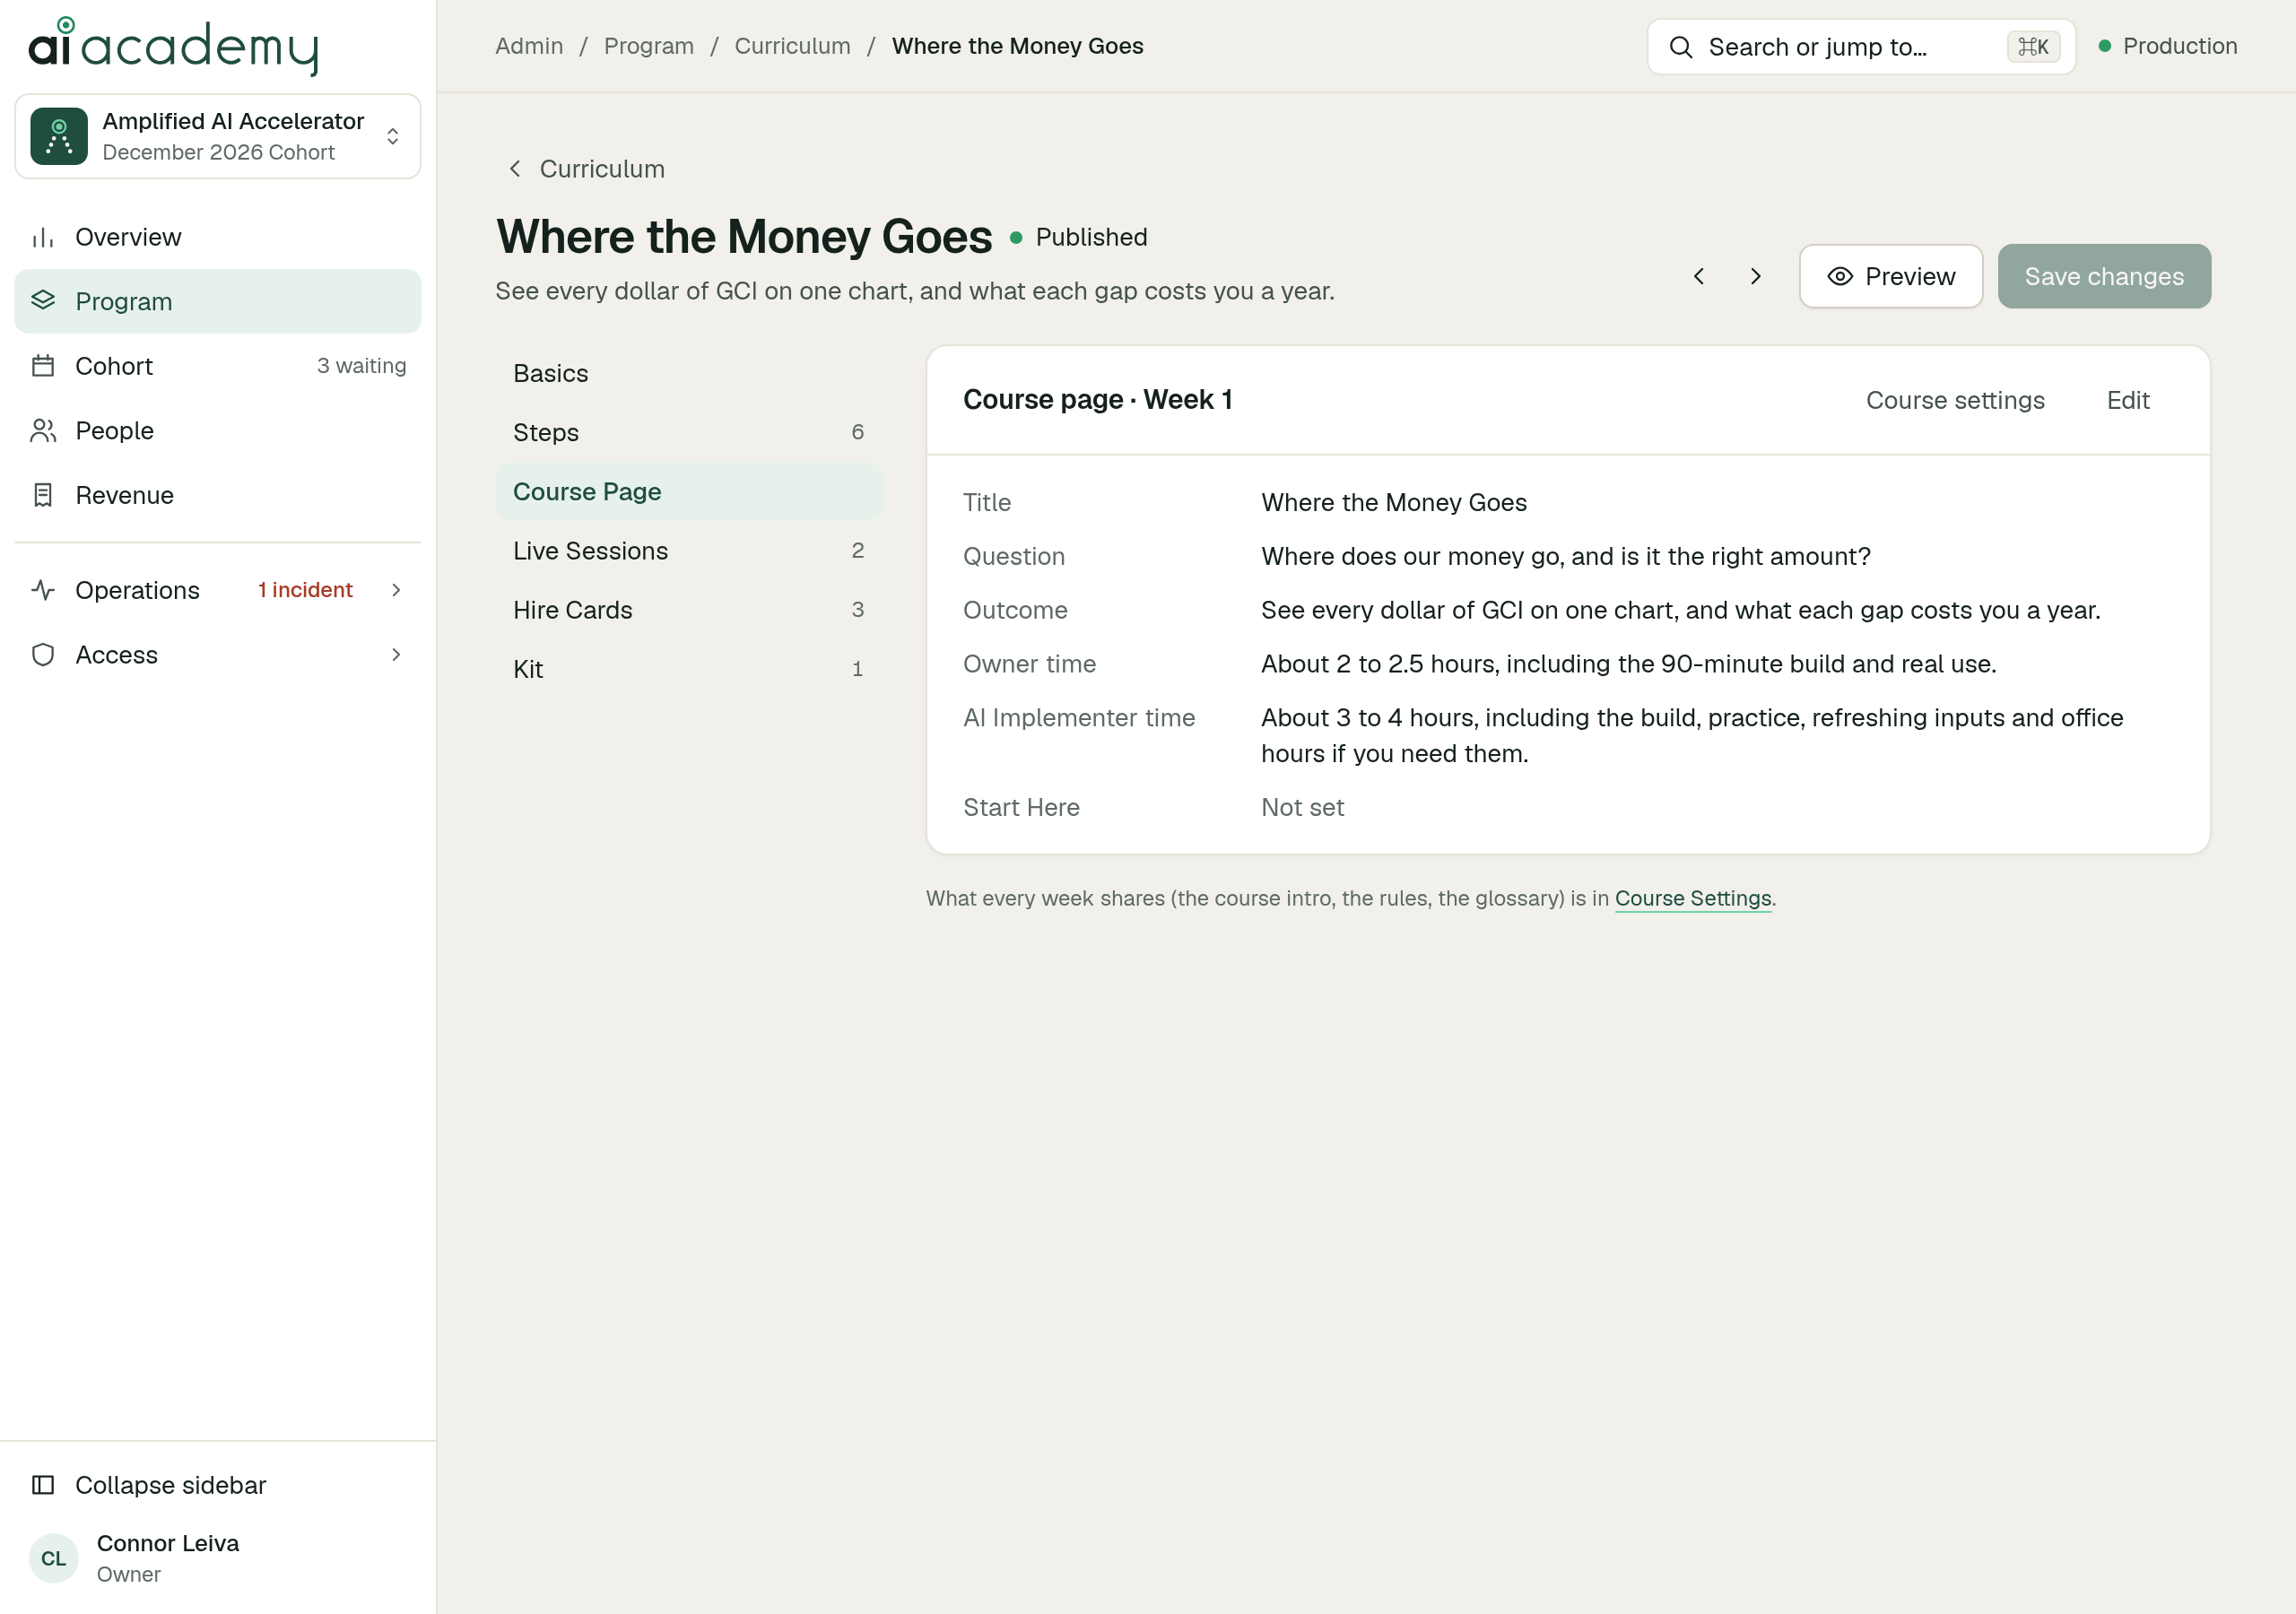 ai academy
Amplified AI Accelerator
December 2026 Cohort
Overview
Program
Cohort 3 waiting
People
Revenue
Operations 1 incident
Access
Collapse sidebar
CL
Connor Leiva
Owner
Admin / Program / Curriculum / Where the Money Goes
Search or jump to… ⌘K
Production
Curriculum
Where the Money Goes Published
See every dollar of GCI on one chart, and what each gap costs you a year.
Preview
Save changes
Basics
Steps 6
Course Page
Live Sessions 2
Hire Cards 3
Kit 1
Course page · Week 1 Course settings Edit
Title Where the Money Goes
Question Where does our money go, and is it the right amount?
Outcome See every dollar of GCI on one chart, and what each gap costs you a year.
Owner time About 2 to 2.5 hours, including the 90-minute build and real use.
AI Implementer time About 3 to 4 hours, including the build, practice, refreshing inputs and office
hours if you need them.
Start Here Not set
What every week shares (the course intro, the rules, the glossary) is in Course Settings.